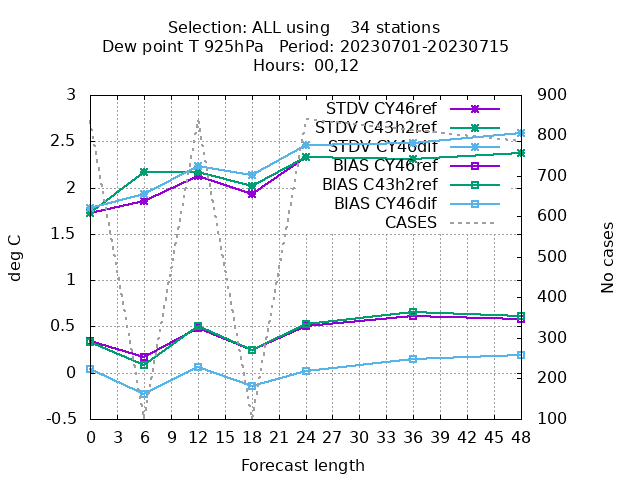 Selection: ALL using    34 stations
Dew point T 925hPa   Period: 20230701-20230715
Hours:  00,12
3
2.5
2
1.5
1
0.5
0
-0.5
deg C
STDV CY46ref
STDV C43h2ref
STDV CY46dif
BIAS CY46ref
BIAS C43h2ref
BIAS CY46dif
CASES
900
800
700
600
500
400
300
200
100
No cases
0 3 6 9 12 15 18 21 24 27 30 33 36 39 42 45 48
Forecast length